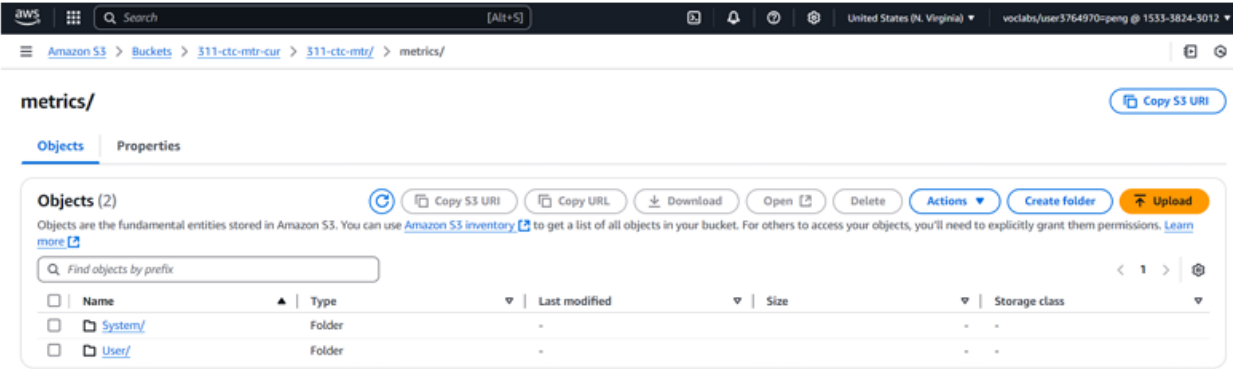 aws Search [Alt+S] United States (N. Virginia) ▼ voclabs/user3764970=peng @ 1533-3824-3012 ▼
Amazon S3 > Buckets > 311-ctc-mtr-cur > 311-ctc-mtr/ > metrics/
metrics/
Copy S3 URI
Objects Properties
Objects (2) Copy S3 URI Copy URL Download Open Delete Actions ▼ Create folder Upload
Objects are the fundamental entities stored in Amazon S3. You can use Amazon S3 inventory to get a list of all objects in your bucket. For others to access your objects, you'll need to explicitly grant them permissions. Learn
more
Find objects by prefix
< 1 >
Name Type Last modified Size Storage class
System/ Folder - - -
User/ Folder - - -